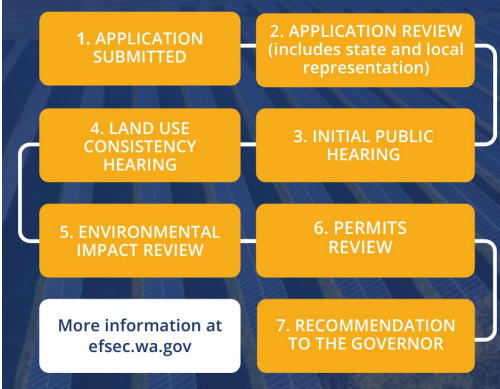 1. APPLICATION
SUBMITTED
2. APPLICATION REVIEW
(includes state and local
representation)
3. INITIAL PUBLIC
HEARING
4. LAND USE
CONSISTENCY
HEARING
5. ENVIRONMENTAL
IMPACT REVIEW
6. PERMITS
REVIEW
7. RECOMMENDATION
TO THE GOVERNOR
More information at
efsec.wa.gov